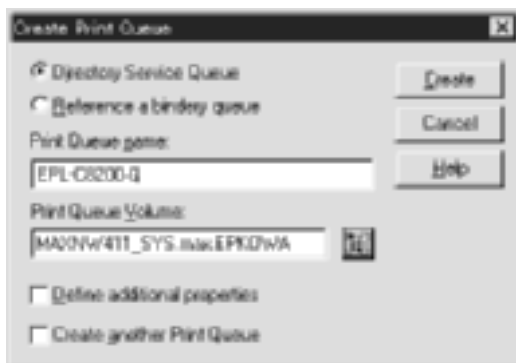 Create Print Queue
Directory Service Queue
Reference a bindery queue
Print Queue name:
EPL-C8200-Q
Print Queue Volume:
MAXNW411_SYS.max.EPKOWA
Define additional properties
Create another Print Queue
Create
Cancel
Help